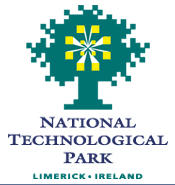 NATIONAL
TECHNOLOGICAL
PARK
LIMERICK • IRELAND